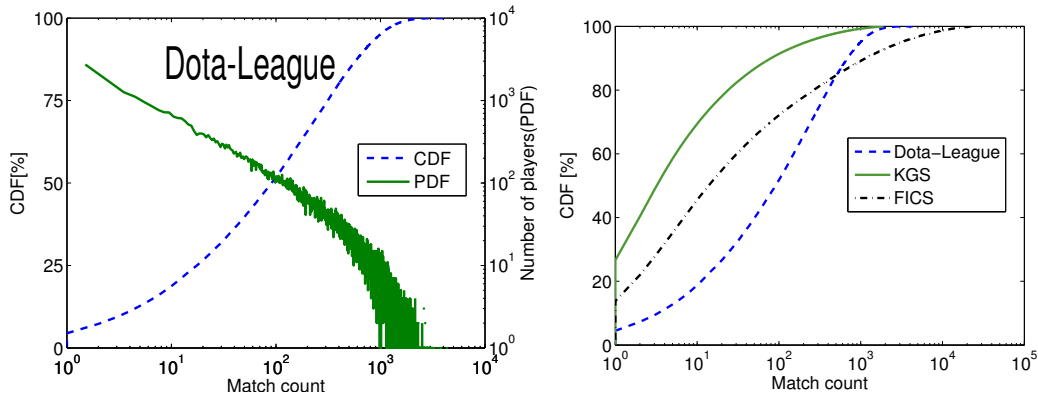 Dota-League
CDF[%]
100
75
50
25
0
10^4
10^3
10^2
10^1
10^0
Number of players(PDF)
CDF
PDF
10^0 10^1 10^2 10^3 10^4
Match count
CDF [%]
100
80
60
40
20
0
Dota−League
KGS
FICS
10^0 10^1 10^2 10^3 10^4 10^5
Match count